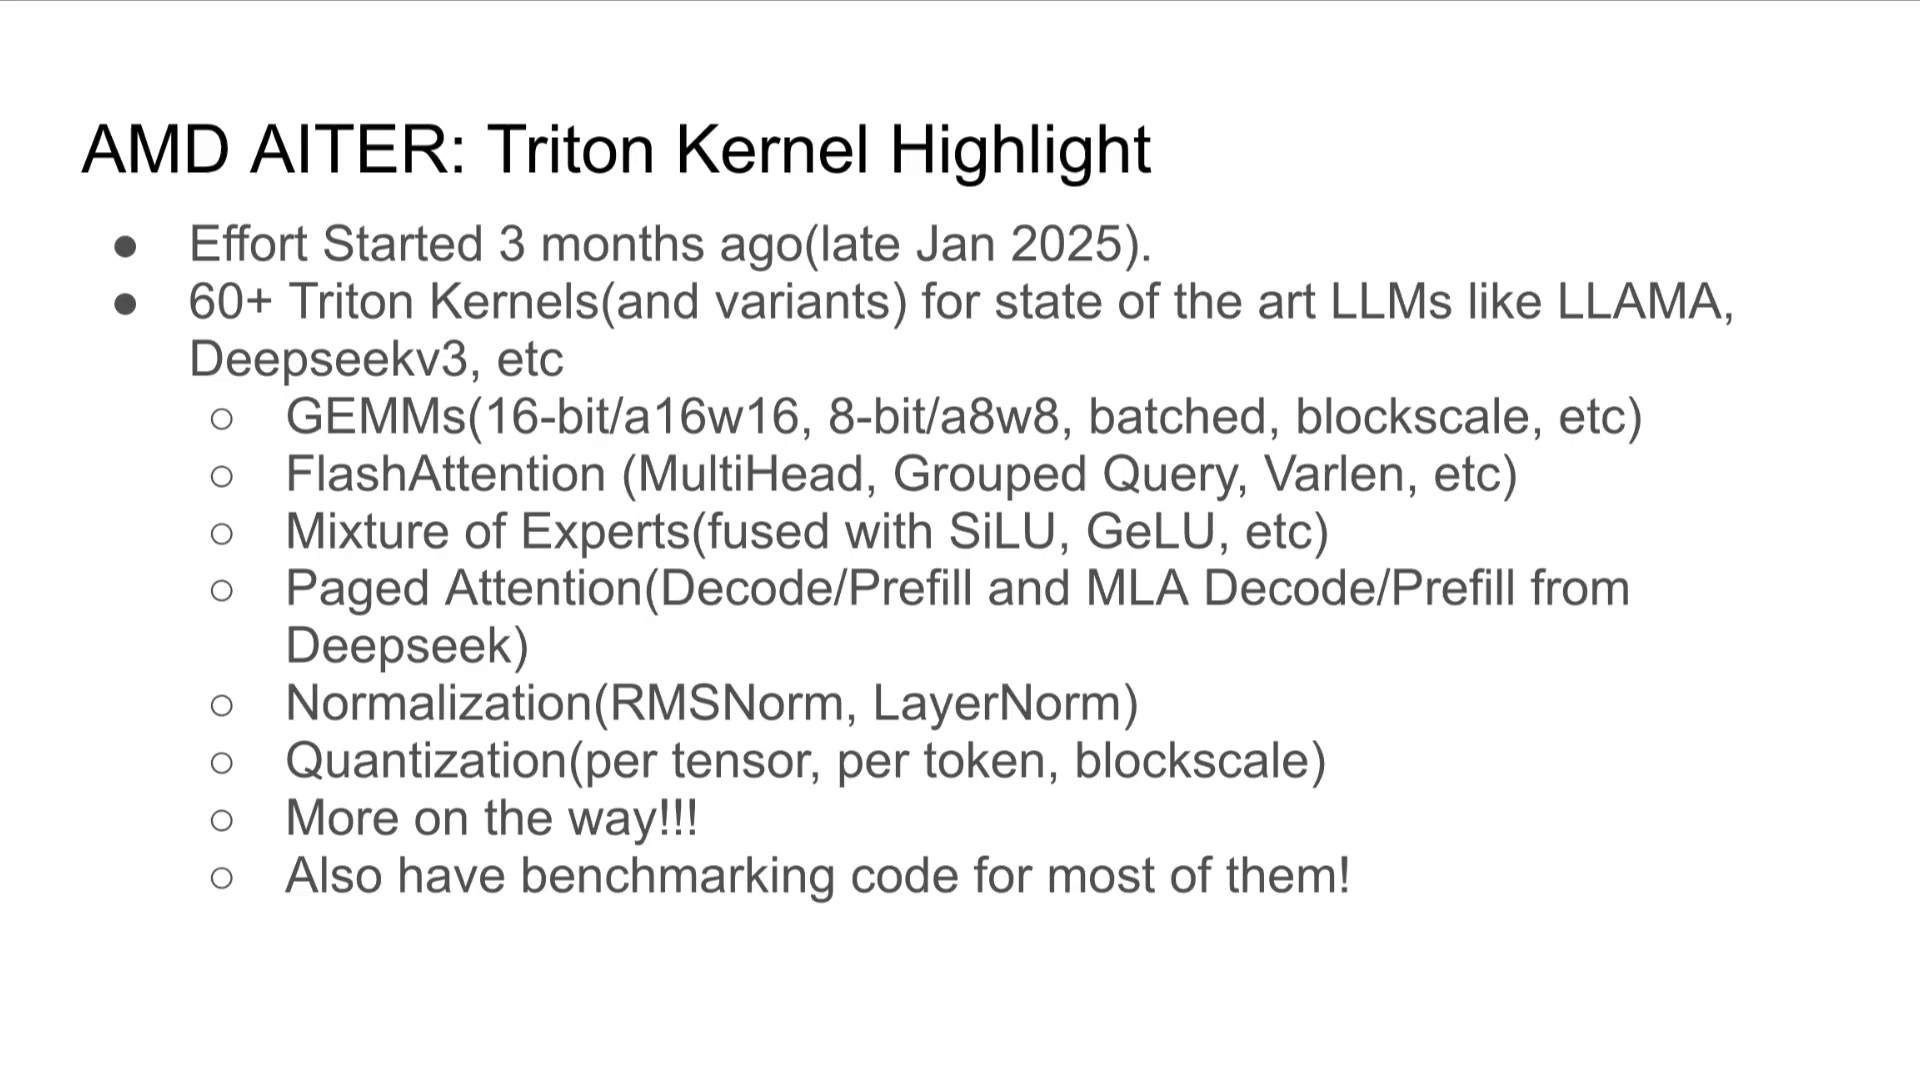 AMD AITER: Triton Kernel Highlight
● Effort Started 3 months ago(late Jan 2025).
● 60+ Triton Kernels(and variants) for state of the art LLMs like LLAMA,
Deepseekv3, etc
○ GEMMs(16-bit/a16w16, 8-bit/a8w8, batched, blockscale, etc)
○ FlashAttention (MultiHead, Grouped Query, Varlen, etc)
○ Mixture of Experts(fused with SiLU, GeLU, etc)
○ Paged Attention(Decode/Prefill and MLA Decode/Prefill from
Deepseek)
○ Normalization(RMSNorm, LayerNorm)
○ Quantization(per tensor, per token, blockscale)
○ More on the way!!!
○ Also have benchmarking code for most of them!